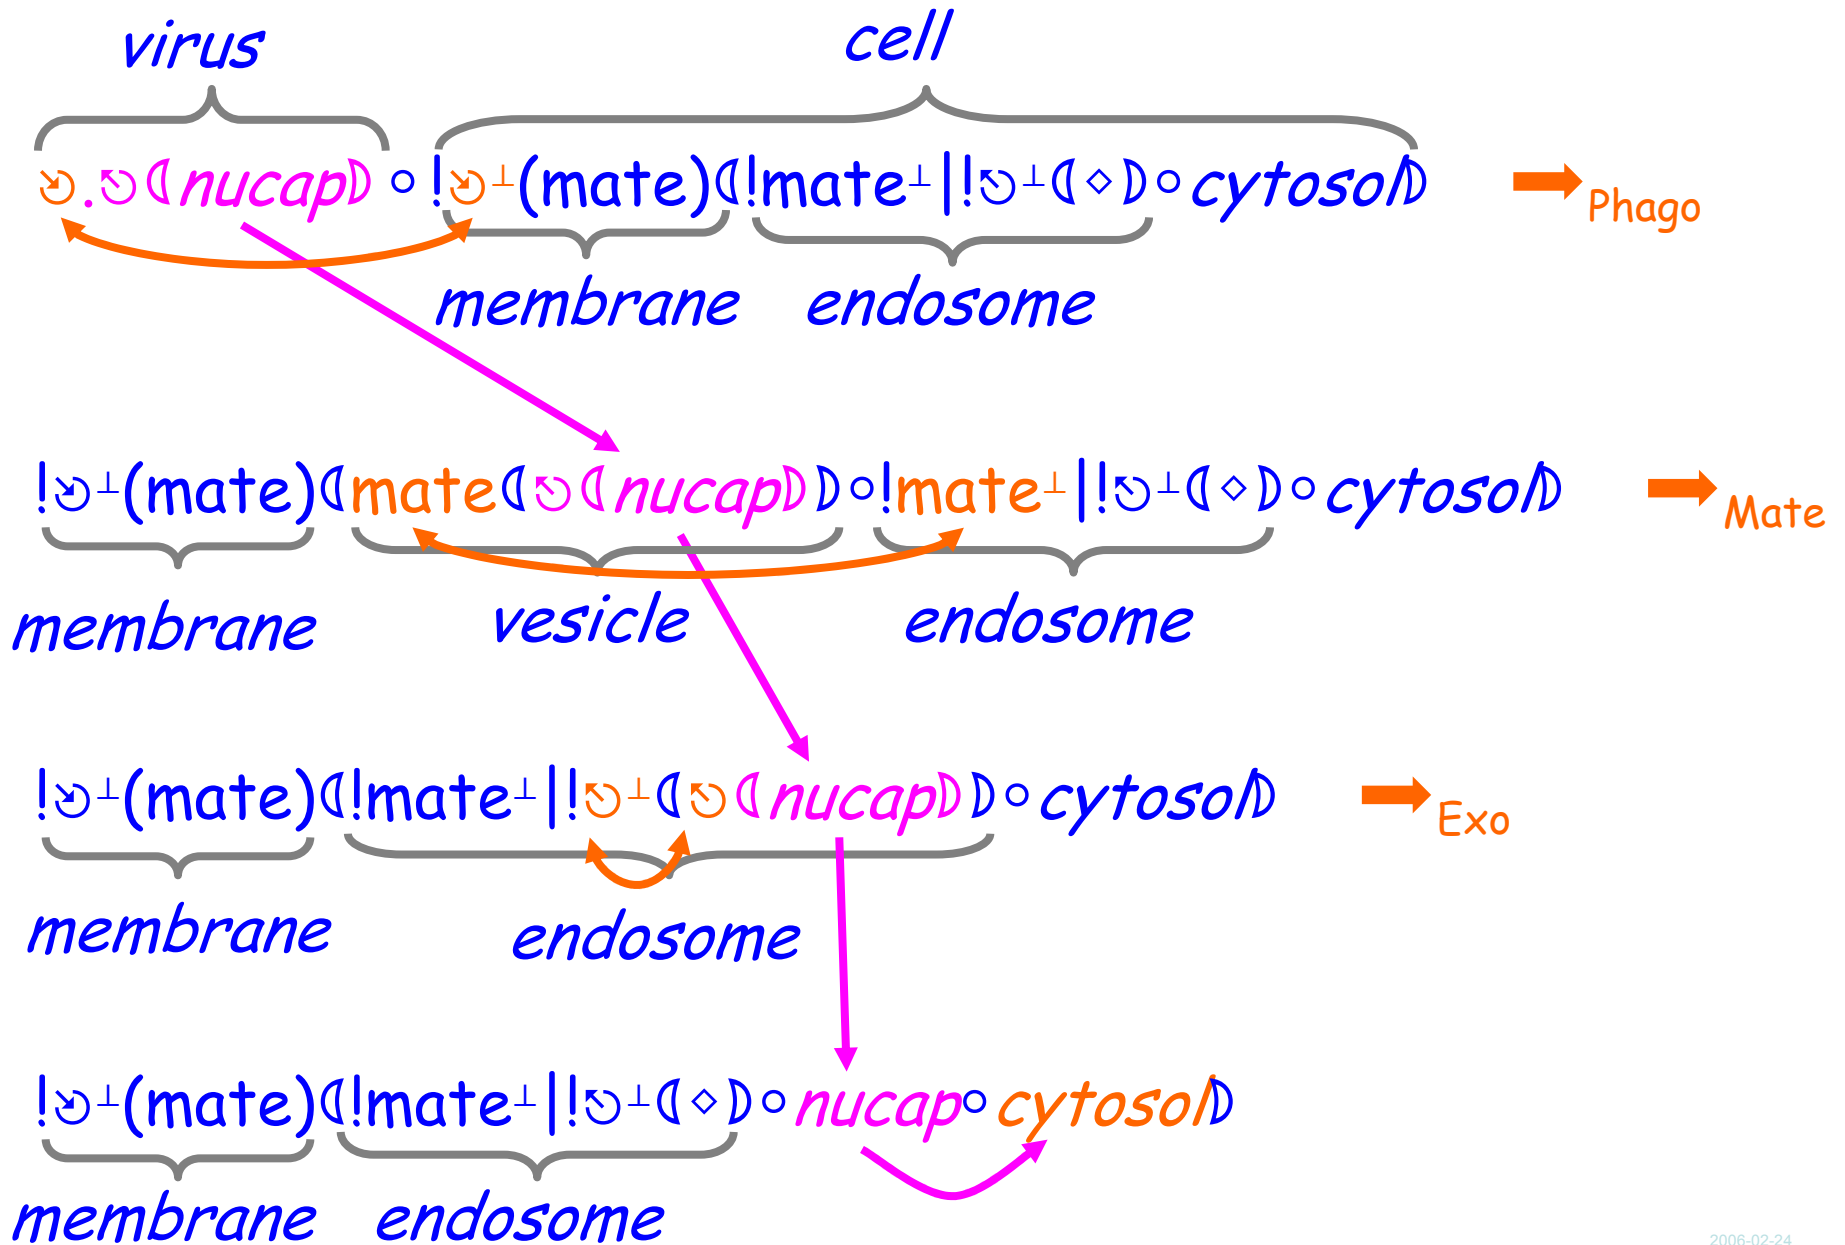 virus cell
⎋.⎋⦇nucap⦈ ∘ !⎋⊥(mate)⦇!mate⊥|!⎋⊥⦇⋄⦈∘cytosol⦈ ➡ Phago
membrane endosome
!⎋⊥(mate)⦇mate⦇⎋⦇nucap⦈⦈∘!mate⊥|!⎋⊥⦇⋄⦈∘cytosol⦈ ➡ Mate
membrane vesicle endosome
!⎋⊥(mate)⦇!mate⊥|!⎋⊥⦇⎋⦇nucap⦈⦈∘cytosol⦈ ➡ Exo
membrane endosome
!⎋⊥(mate)⦇!mate⊥|!⎋⊥⦇⋄⦈∘nucap∘cytosol⦈
membrane endosome
2006-02-24